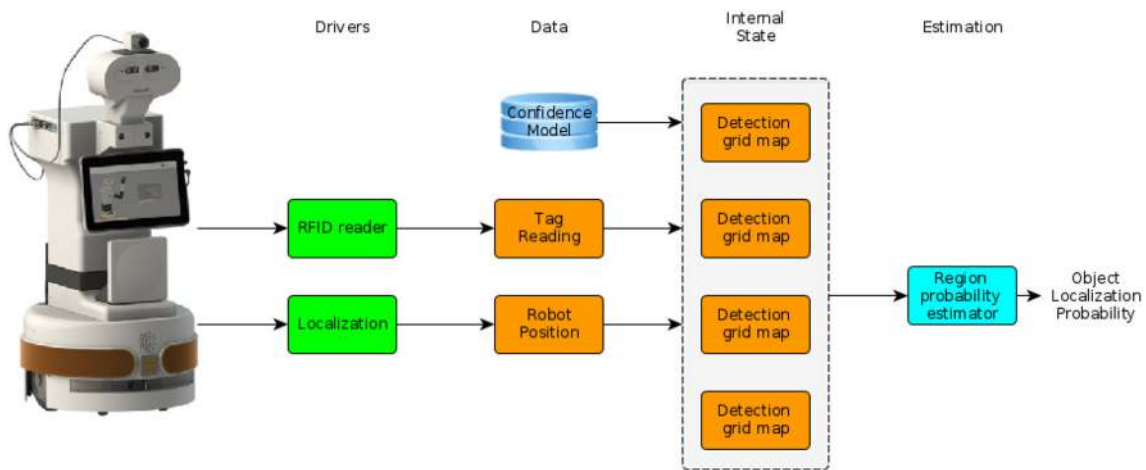 Drivers
Data
Internal
State
Estimation
Confidence
Model
Detection
grid map
RFID reader
Tag
Reading
Detection
grid map
Localization
Robot
Position
Detection
grid map
Detection
grid map
Region
probability
estimator
Object
Localization
Probability